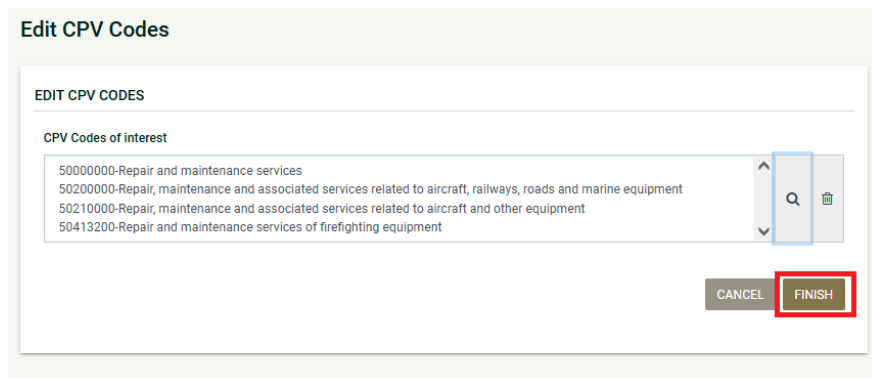 Edit CPV Codes
EDIT CPV CODES
CPV Codes of interest
50000000-Repair and maintenance services
50200000-Repair, maintenance and associated services related to aircraft, railways, roads and marine equipment
50210000-Repair, maintenance and associated services related to aircraft and other equipment
50413200-Repair and maintenance services of firefighting equipment
CANCEL FINISH